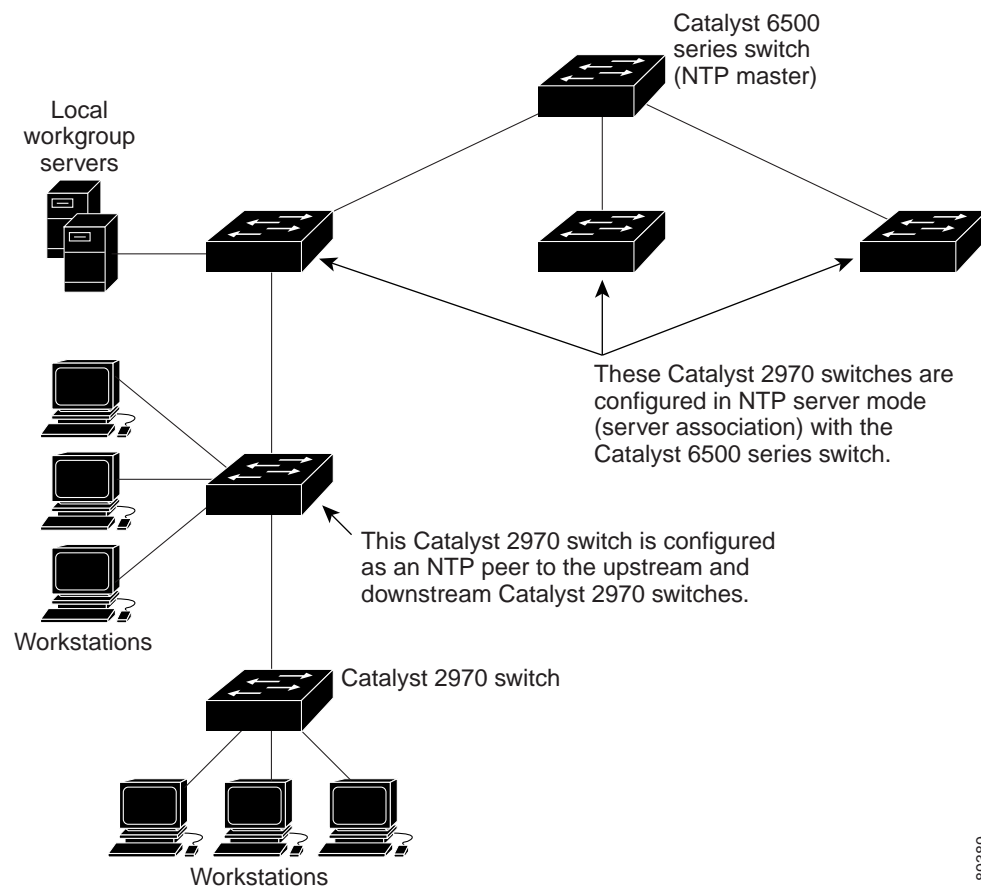 Catalyst 6500
series switch
(NTP master)
Local
workgroup
servers
These Catalyst 2970 switches are
configured in NTP server mode
(server association) with the
Catalyst 6500 series switch.
This Catalyst 2970 switch is configured
as an NTP peer to the upstream and
downstream Catalyst 2970 switches.
Workstations
Catalyst 2970 switch
Workstations
89289